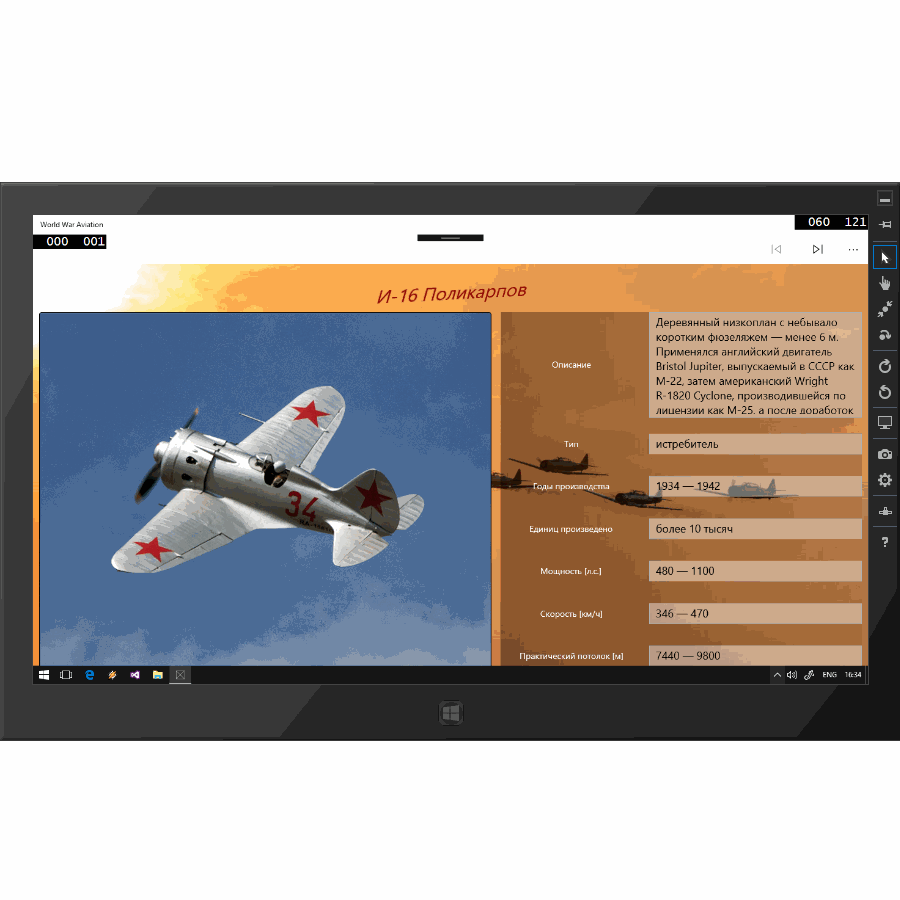 World War Aviation
000 001
060 121
И-16 Поликарпов
Описание
Деревянный низкоплан с небывало
коротким фюзеляжем — менее 6 м.
Применялся английский двигатель
Bristol Jupiter, выпускаемый в СССР как
М-22, затем американский Wright
R-1820 Cyclone, производившейся по
лицензии как М-25, а после доработок
Тип
истребитель
Годы производства
1934 — 1942
Единиц произведено
более 10 тысяч
Мощность [л.с.]
480 — 1100
Скорость [км/ч]
346 — 470
Практический потолок [м]
7440 — 9800
34
ENG 16:34